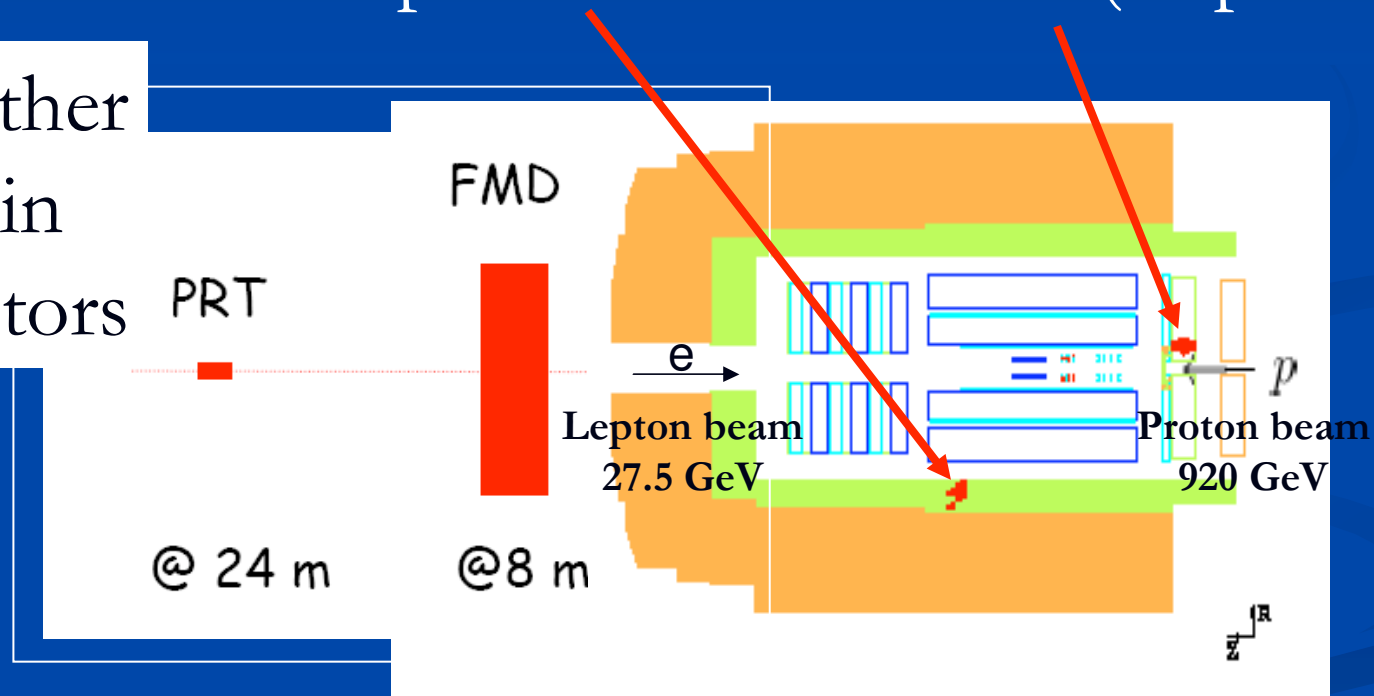 ther
in
tors
FMD
PRT
e
p
Lepton beam
27.5 GeV
Proton beam
920 GeV
@ 24 m
@8 m
R
z